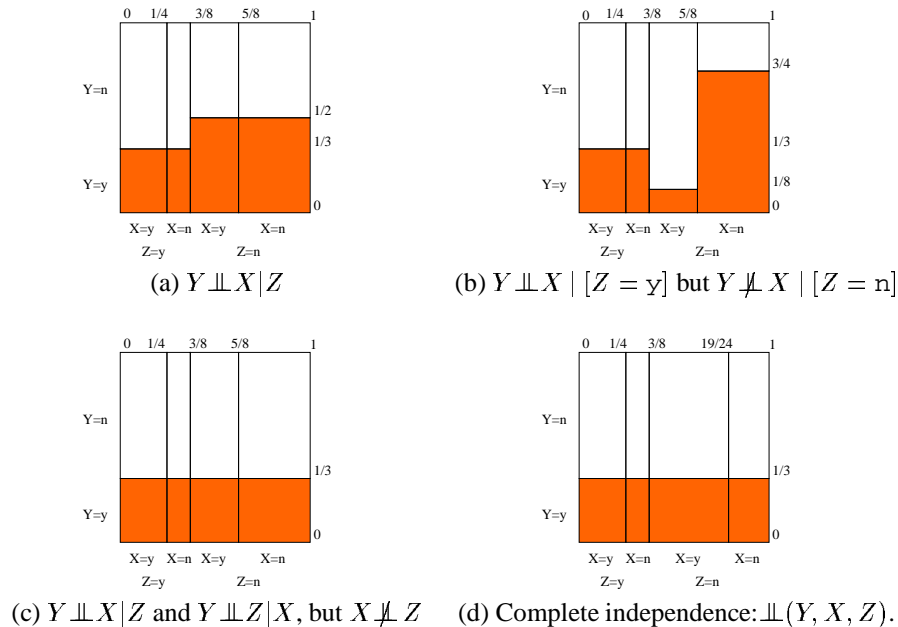 0 1/4 3/8 5/8 1
Y=n
1/2
1/3
Y=y
0
X=y X=n X=y X=n
Z=y Z=n
(a) Y ⊥⊥ X|Z
0 1/4 3/8 5/8 1
3/4
Y=n
1/3
Y=y
1/8
0
X=y X=n X=y X=n
Z=y Z=n
(b) Y ⊥⊥ X | [Z = y] but Y ⊥̸⊥ X | [Z = n]
0 1/4 3/8 5/8 1
Y=n
1/3
Y=y
0
X=y X=n X=y X=n
Z=y Z=n
(c) Y ⊥⊥ X|Z and Y ⊥⊥ Z|X, but X ⊥̸⊥ Z
0 1/4 3/8 19/24 1
Y=n
1/3
Y=y
0
X=y X=n X=y X=n
Z=y Z=n
(d) Complete independence: ⊥⊥(Y, X, Z).